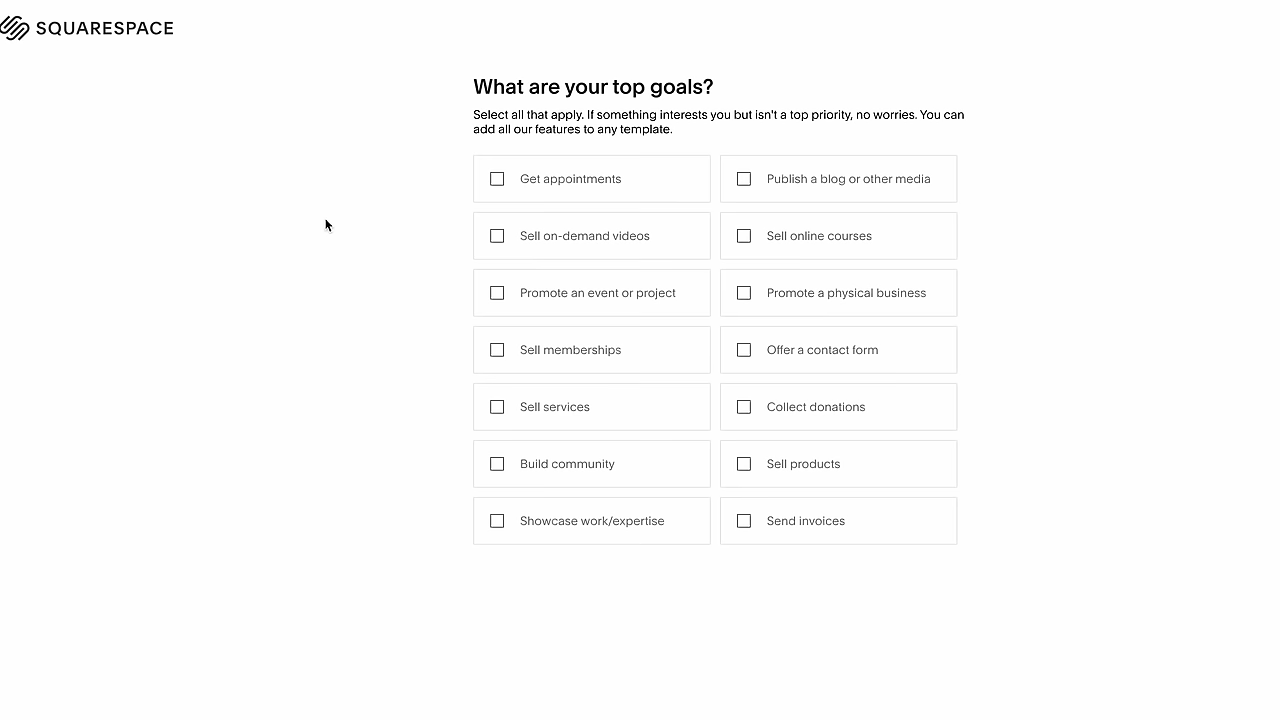 SQUARESPACE
What are your top goals?
Select all that apply. If something interests you but isn't a top priority, no worries. You can
add all our features to any template.
Get appointments
Publish a blog or other media
Sell on-demand videos
Sell online courses
Promote an event or project
Promote a physical business
Sell memberships
Offer a contact form
Sell services
Collect donations
Build community
Sell products
Showcase work/expertise
Send invoices